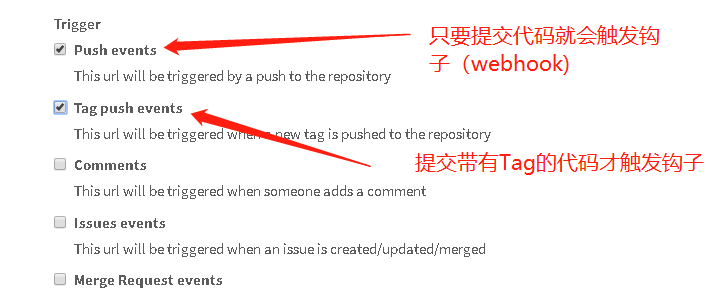 Trigger
Push events
只要提交代码就会触发钩
子（webhook)
This url will be triggered by a push to the repository
Tag push events
This url will be triggered when a new tag is pushed to the repository
提交带有Tag的代码才触发钩子
Comments
This url will be triggered when someone adds a comment
Issues events
This url will be triggered when an issue is created/updated/merged
Merge Request events